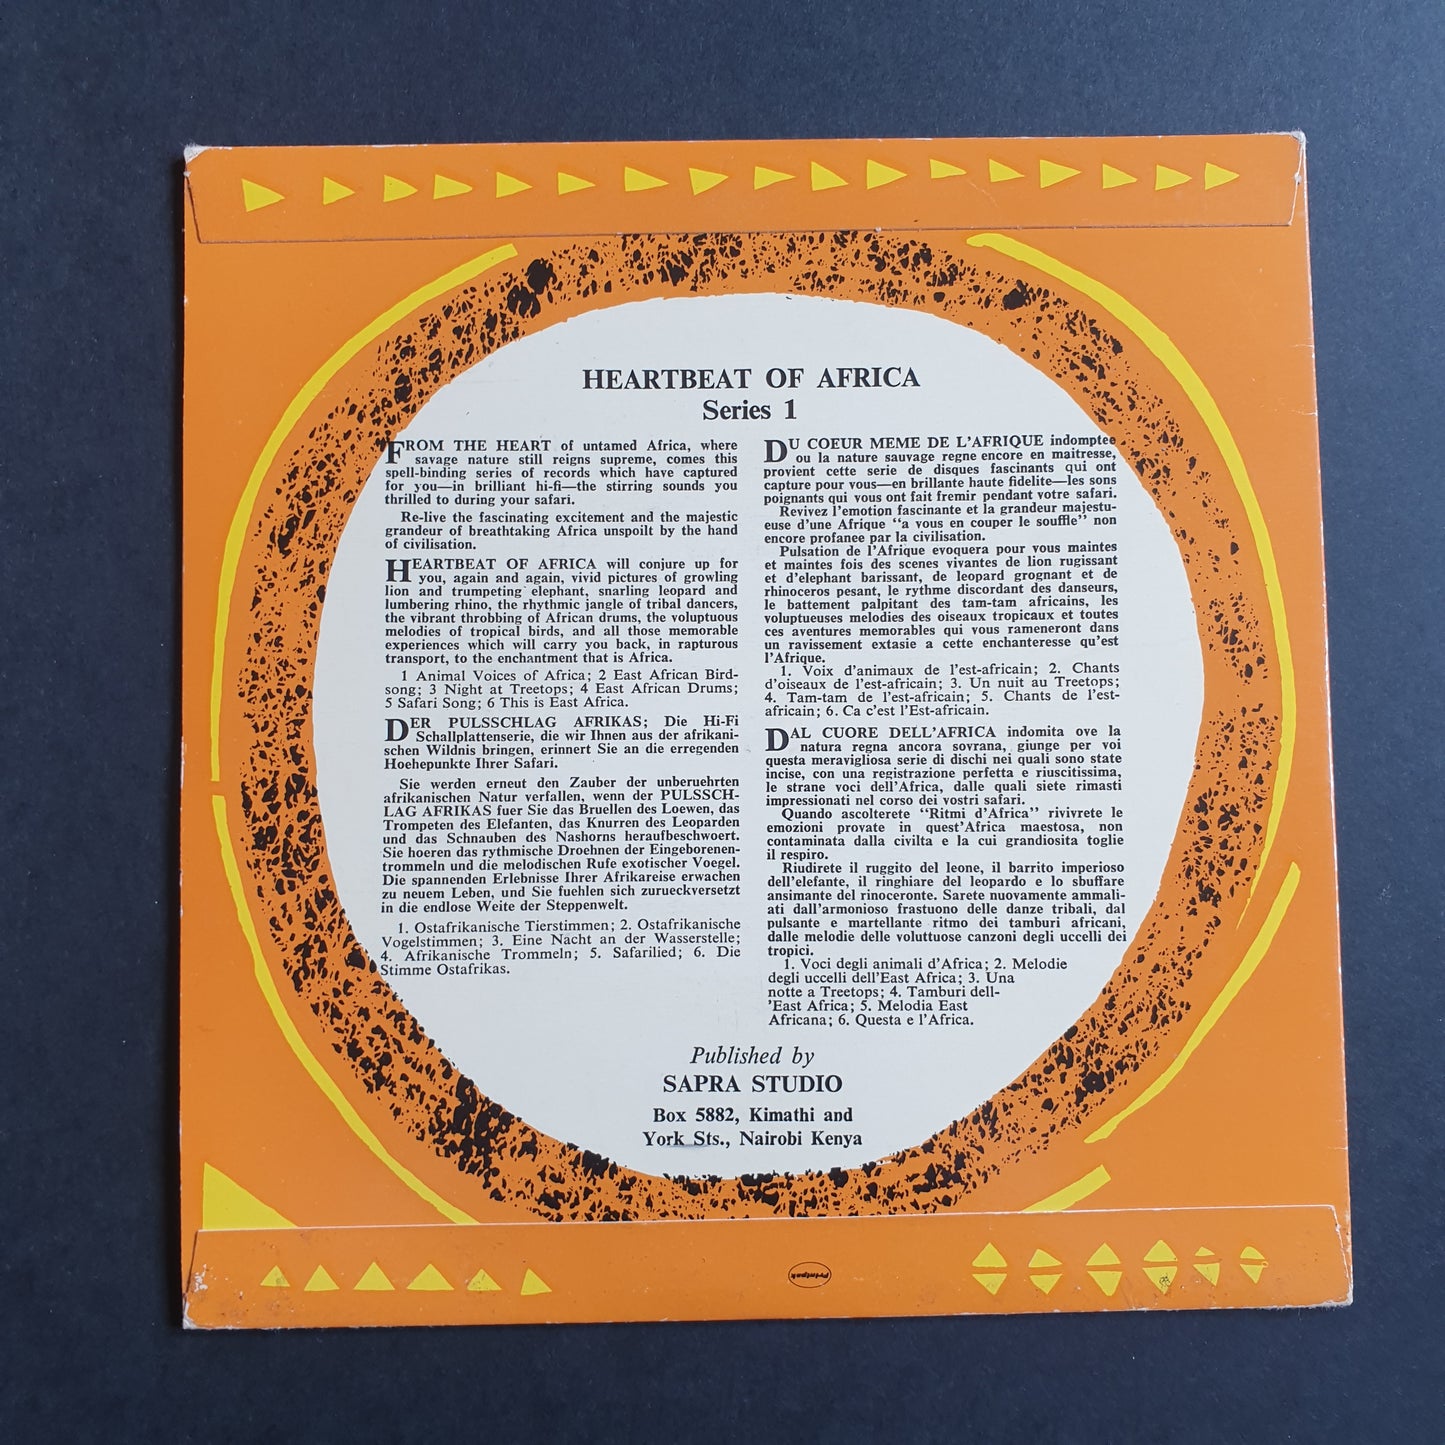 HEARTBEAT OF AFRICA
Series 1
FROM THE HEART of untamed Africa, where
savage nature still reigns supreme, comes this
spell-binding series of records which have captured
for you—in brilliant hi-fi—the stirring sounds you
thrilled to during your safari.
Re-live the fascinating excitement and the majestic
grandeur of breathtaking Africa unspoilt by the hand
of civilisation.
HEARTBEAT OF AFRICA will conjure up for
you, again and again, vivid pictures of growling
lion and trumpeting elephant, snarling leopard and
lumbering rhino, the rhythmic jangle of tribal dancers,
the vibrant throbbing of African drums, the voluptuous
melodies of tropical birds, and all those memorable
experiences which will carry you back, in rapturous
transport, to the enchantment that is Africa.
1 Animal Voices of Africa; 2 East African Bird-
song; 3 Night at Treetops; 4 East African Drums;
5 Safari Song; 6 This is East Africa.
DER PULSSCHLAG AFRIKAS; Die Hi-Fi
Schallplattenserie, die wir Ihnen aus der afrikani-
schen Wildnis bringen, erinnert Sie an die erregenden
Hoehepunkte Ihrer Safari.
Sie werden erneut den Zauber der unberuehrten
afrikanischen Natur verfallen, wenn der PULSSCH-
LAG AFRIKAS fuer Sie das Bruellen des Loewen, das
Trompeten des Elefanten, das Knurren des Leoparden
und das Schnauben des Nashorns heraufbeschwoert.
Sie hoeren das rythmische Droehnen der Eingeborenen-
trommeln und die melodischen Rufe exotischer Voegel.
Die spannenden Erlebnisse Ihrer Afrikareise erwachen
zu neuem Leben, und Sie fuehlen sich zurueckversetzt
in die endlose Weite der Steppenwelt.
1. Ostafrikanische Tierstimmen; 2. Ostafrikanische
Vogelstimmen; 3. Eine Nacht an der Wasserstelle;
4. Afrikanische Trommeln; 5. Safarilied; 6. Die
Stimme Ostafrikas.
DU COEUR MEME DE L'AFRIQUE indomptee
ou la nature sauvage regne encore en maitresse,
provient cette serie de disques fascinants qui ont
capture pour vous—en brillante haute fidelite—les sons
poignants qui vous ont fait fremir pendant votre safari.
Revivez l'emotion fascinante et la grandeur majestu-
euse d'une Afrique "a vous en couper le souffle" non
encore profanee par la civilisation.
Pulsation de l'Afrique evoquera pour vous maintes
et maintes fois des scenes vivantes de lion rugissant
et d'elephant barissant, de leopard grognant et de
rhinoceros pesant, le rythme discordant des danseurs,
le battement palpitant des tam-tam africains, les
voluptueuses melodies des oiseaux tropicaux et toutes
ces aventures memorables qui vous rameneront dans
un ravissement extasie a cette enchanteresse qu'est
l'Afrique.
1. Voix d'animaux de l'est-africain; 2. Chants
d'oiseaux de l'est-africain; 3. Un nuit au Treetops;
4. Tam-tam de l'est-africain; 5. Chants de l'est-
africain; 6. Ca c'est l'Est-africain.
DAL CUORE DELL'AFRICA indomita ove la
natura regna ancora sovrana, giunge per voi
questa meravigliosa serie di dischi nei quali sono state
incise, con una registrazione perfetta e riuscitissima,
le strane voci dell'Africa, dalle quali siete rimasti
impressionati nel corso dei vostri safari.
Quando ascolterete "Ritmi d'Africa" rivivrete le
emozioni provate in quest'Africa maestosa, non
contaminata dalla civilta e la cui grandiosita toglie
il respiro.
Riudirete il ruggito del leone, il barrito imperioso
dell'elefante, il ringhiare del leopardo e lo sbuffare
ansimante del rinoceronte. Sarete nuovamente ammali-
ati dall'armonioso frastuono delle danze tribali, dal
pulsante e martellante ritmo dei tamburi africani,
dalle melodie delle voluttuose canzoni degli uccelli dei
tropici.
1. Voci degli animali d'Africa; 2. Melodie
degli uccelli dell'East Africa; 3. Una
notte a Treetops; 4. Tamburi dell-
'East Africa; 5. Melodia East
Africana; 6. Questa e l'Africa.
Published by
SAPRA STUDIO
Box 5882, Kimathi and
York Sts., Nairobi Kenya
Printpak